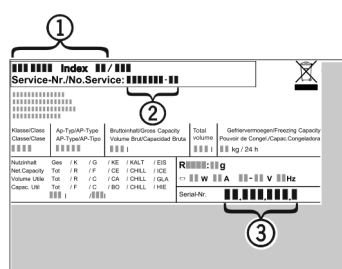 1
Index / 
Service-Nr./No.Service: -
2
Klasse/Class Ap-Typ/AP-Type Bruttoinhalt/Gross Capacity Total Gefriervermoegen/Freezing Capacity
Classe/Clase AP-Type/AP-Tipo Volume Brut/Capacidad Bruta volume Pouvoir de Congel./Capac.Congeladora
l l kg / 24 h
Nutzinhalt Ges / K / G / KE / KALT / EIS
Net.Capacity Tot / R / F / CE / CHILL / ICE
Volume Utile Tot / R / C / CA / CHILL / GLA
Capac. Util Tot / F / C / BO / CHILL / HIE
l / l
R : g
W A - V Hz
Serial-Nr. . . .
3